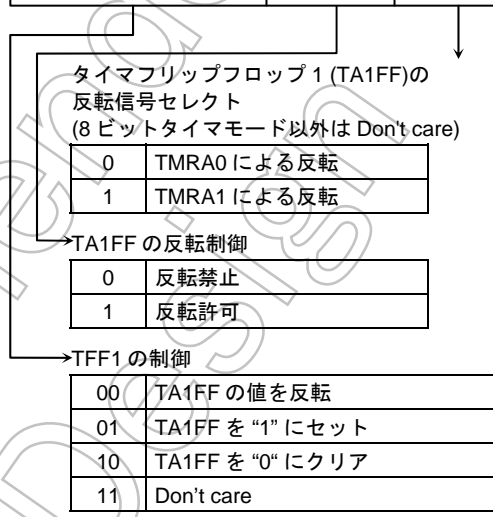 タイマフリップフロップ 1 (TA1FF)の
反転信号セレクト
(8 ビットタイマモード以外は Don't care)
0 TMRA0 による反転
1 TMRA1 による反転
TA1FF の反転制御
0 反転禁止
1 反転許可
TFF1 の制御
00 TA1FF の値を反転
01 TA1FF を “1” にセット
10 TA1FF を “0“ にクリア
11 Don’t care